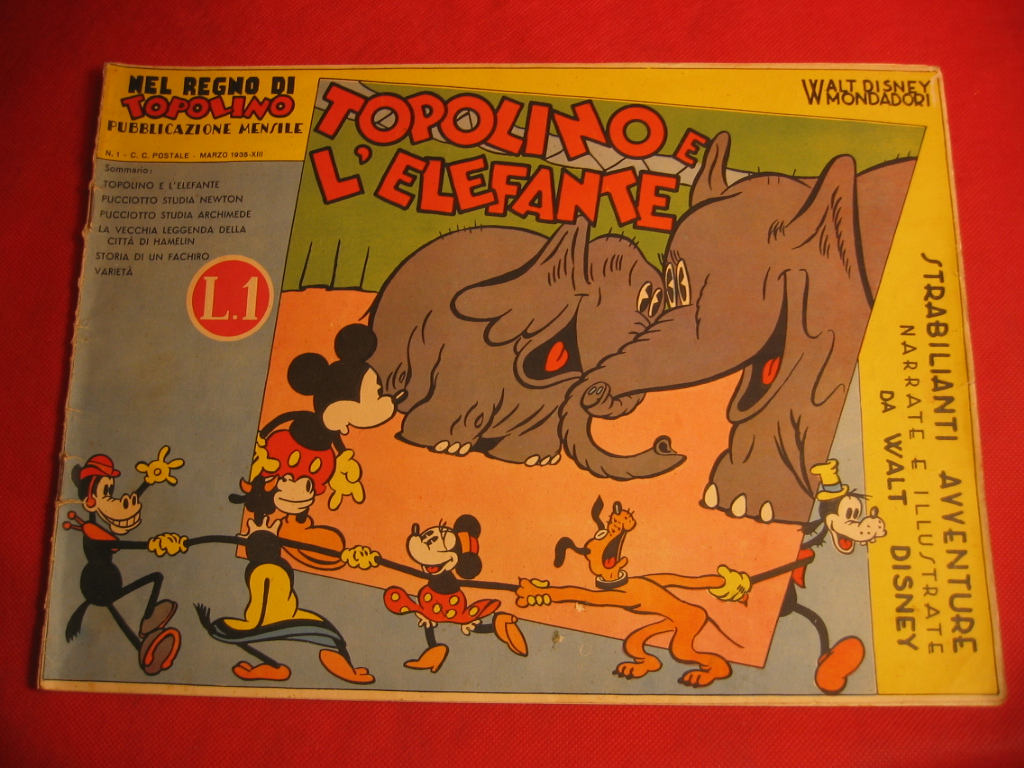 NEL REGNO DI
TOPOLINO
PUBBLICAZIONE MENSILE
N. 1 - C. C. POSTALE - MARZO 1935-XIII
Sommario:
TOPOLINO E L'ELEFANTE
PUCCIOTTO STUDIA NEWTON
PUCCIOTTO STUDIA ARCHIMEDE
LA VECCHIA LEGGENDA DELLA
CITTÀ DI HAMELIN
STORIA DI UN FACHIRO
VARIETÀ
L.1
TOPOLINO E
L'ELEFANTE
WALT DISNEY
MONDADORI
STRABILIANTI AVVENTURE
NARRATE E ILLUSTRATE
DA WALT DISNEY